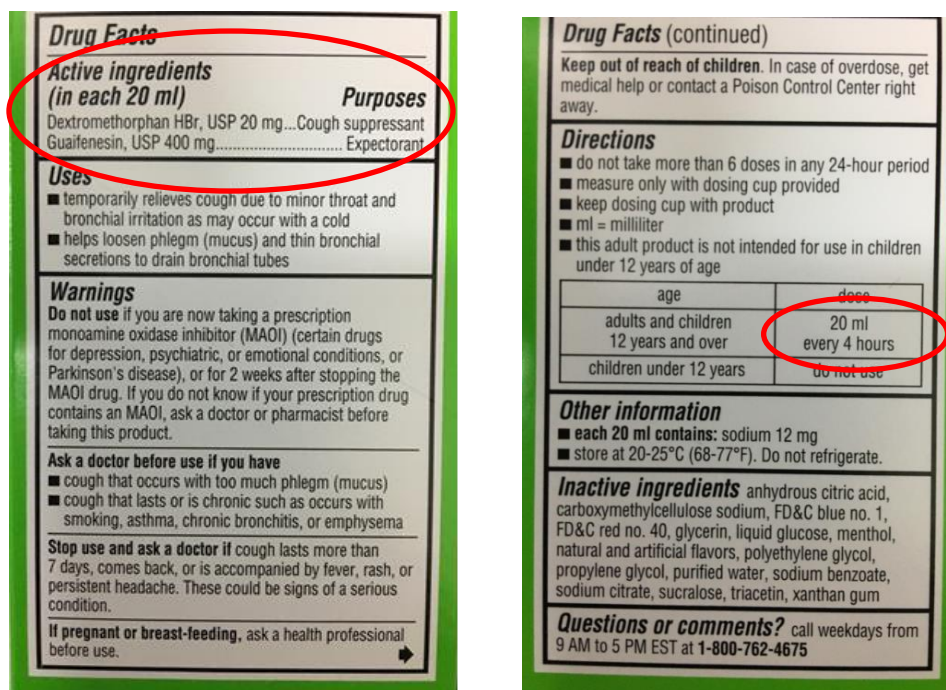 Drug Facts
Active ingredients
(in each 20 ml) Purposes
Dextromethorphan HBr, USP 20 mg...Cough suppressant
Guaifenesin, USP 400 mg............................ Expectorant
Uses
■ temporarily relieves cough due to minor throat and
bronchial irritation as may occur with a cold
■ helps loosen phlegm (mucus) and thin bronchial
secretions to drain bronchial tubes
Warnings
Do not use if you are now taking a prescription
monoamine oxidase inhibitor (MAOI) (certain drugs
for depression, psychiatric, or emotional conditions, or
Parkinson's disease), or for 2 weeks after stopping the
MAOI drug. If you do not know if your prescription drug
contains an MAOI, ask a doctor or pharmacist before
taking this product.
Ask a doctor before use if you have
■ cough that occurs with too much phlegm (mucus)
■ cough that lasts or is chronic such as occurs with
smoking, asthma, chronic bronchitis, or emphysema
Stop use and ask a doctor if cough lasts more than
7 days, comes back, or is accompanied by fever, rash, or
persistent headache. These could be signs of a serious
condition.
If pregnant or breast-feeding, ask a health professional
before use.
Drug Facts (continued)
Keep out of reach of children. In case of overdose, get
medical help or contact a Poison Control Center right
away.
Directions
■ do not take more than 6 doses in any 24-hour period
■ measure only with dosing cup provided
■ keep dosing cup with product
■ ml = milliliter
■ this adult product is not intended for use in children
under 12 years of age
age dose
adults and children 20 ml
12 years and over every 4 hours
children under 12 years do not use
Other information
■ each 20 ml contains: sodium 12 mg
■ store at 20-25°C (68-77°F). Do not refrigerate.
Inactive ingredients anhydrous citric acid,
carboxymethylcellulose sodium, FD&C blue no. 1,
FD&C red no. 40, glycerin, liquid glucose, menthol,
natural and artificial flavors, polyethylene glycol,
propylene glycol, purified water, sodium benzoate,
sodium citrate, sucralose, triacetin, xanthan gum
Questions or comments? call weekdays from
9 AM to 5 PM EST at 1-800-762-4675